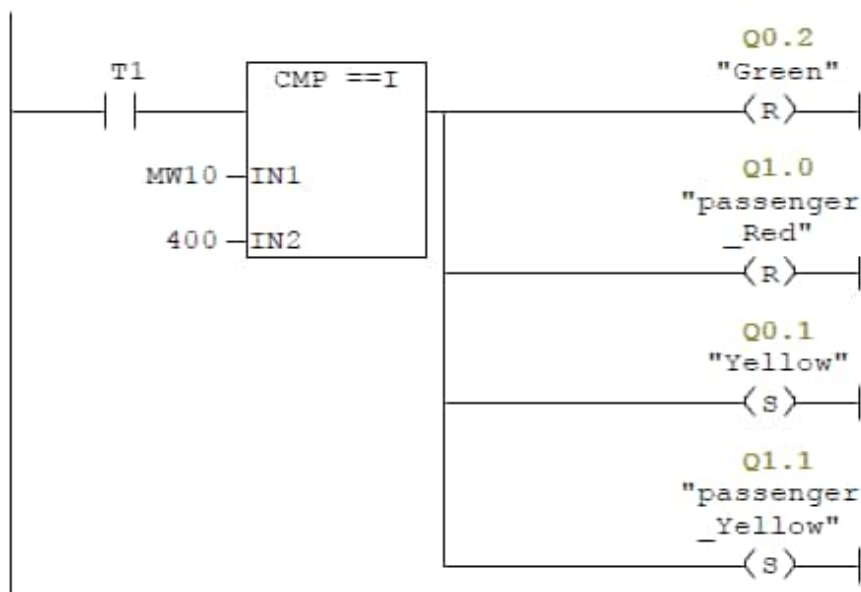 Q0.2
T1
"Green"
CMP ==I
(R)
Q1.0
MW10
IN1
"passenger
_Red"
400
IN2
(R)
Q0.1
"Yellow"
(S)
Q1.1
"passenger
_Yellow"
(S)